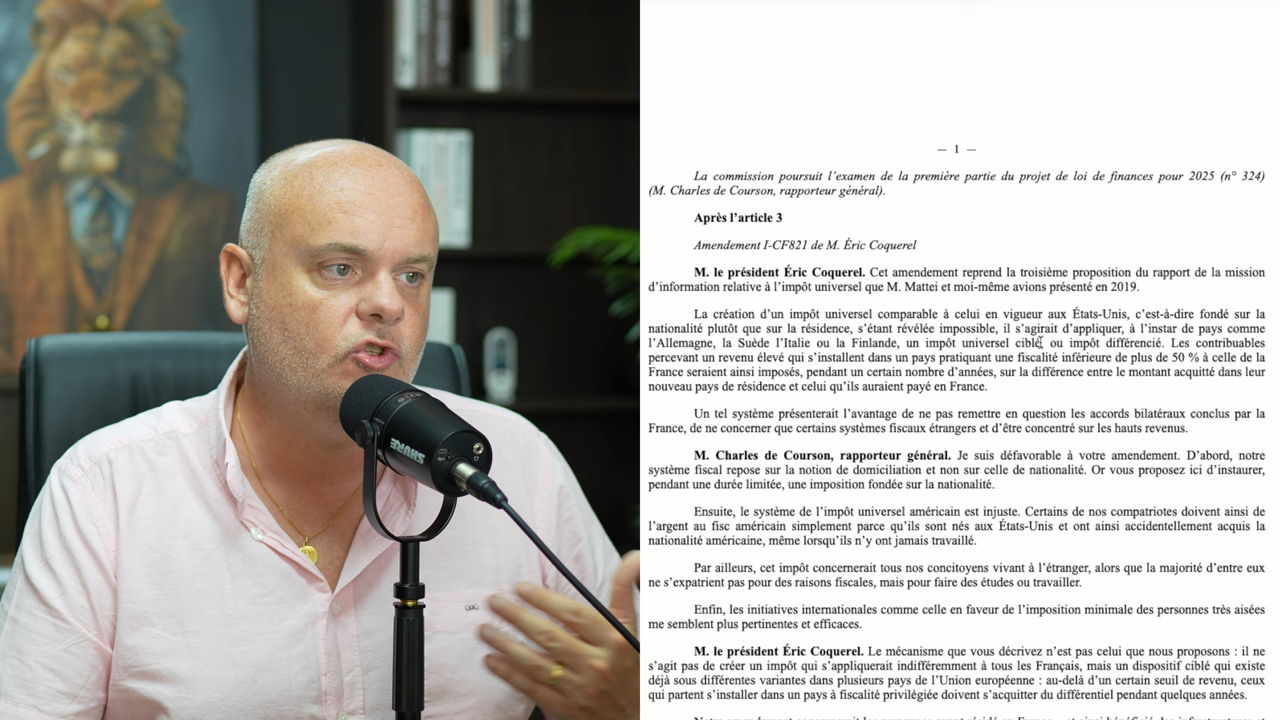 SHURE
— 1 —
La commission poursuit l’examen de la première partie du projet de loi de finances pour 2025 (n° 324)
(M. Charles de Courson, rapporteur général).
Après l’article 3
Amendement I-CF821 de M. Éric Coquerel
M. le président Éric Coquerel. Cet amendement reprend la troisième proposition du rapport de la mission
d’information relative à l’impôt universel que M. Mattei et moi-même avions présenté en 2019.
La création d’un impôt universel comparable à celui en vigueur aux États-Unis, c’est-à-dire fondé sur la
nationalité plutôt que sur la résidence, s’étant révélée impossible, il s’agirait d’appliquer, à l’instar de pays comme
l’Allemagne, la Suède l’Italie ou la Finlande, un impôt universel ciblé ou impôt différencié. Les contribuables
percevant un revenu élevé qui s’installent dans un pays pratiquant une fiscalité inférieure de plus de 50 % à celle de la
France seraient ainsi imposés, pendant un certain nombre d’années, sur la différence entre le montant acquitté dans leur
nouveau pays de résidence et celui qu’ils auraient payé en France.
Un tel système présenterait l’avantage de ne pas remettre en question les accords bilatéraux conclus par la
France, de ne concerner que certains systèmes fiscaux étrangers et d’être concentré sur les hauts revenus.
M. Charles de Courson, rapporteur général. Je suis défavorable à votre amendement. D’abord, notre
système fiscal repose sur la notion de domiciliation et non sur celle de nationalité. Or vous proposez ici d’instaurer,
pendant une durée limitée, une imposition fondée sur la nationalité.
Ensuite, le système de l’impôt universel américain est injuste. Certains de nos compatriotes doivent ainsi de
l’argent au fisc américain simplement parce qu’ils sont nés aux États-Unis et ont ainsi accidentellement acquis la
nationalité américaine, même lorsqu’ils n’y ont jamais travaillé.
Par ailleurs, cet impôt concernerait tous nos concitoyens vivant à l’étranger, alors que la majorité d’entre eux
ne s’expatrient pas pour des raisons fiscales, mais pour faire des études ou travailler.
Enfin, les initiatives internationales comme celle en faveur de l’imposition minimale des personnes très aisées
me semblent plus pertinentes et efficaces.
M. le président Éric Coquerel. Le mécanisme que vous décrivez n’est pas celui que nous proposons : il ne
s’agit pas de créer un impôt qui s’appliquerait indifféremment à tous les Français, mais un dispositif ciblé qui existe
déjà sous différentes variantes dans plusieurs pays de l’Union européenne : au-delà d’un certain seuil de revenu, ceux
qui partent s’installer dans un pays à fiscalité privilégiée doivent s’acquitter du différentiel pendant quelques années.